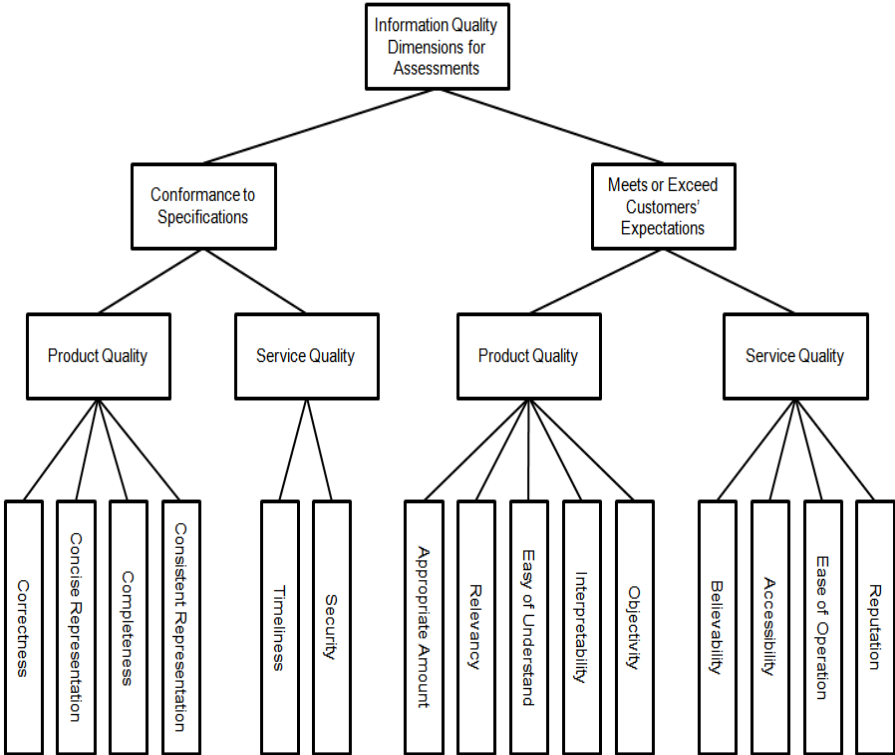 Information Quality
Dimensions for
Assessments
Conformance to
Specifications
Meets or Exceed
Customers'
Expectations
Product Quality
Service Quality
Product Quality
Service Quality
Correctness
Concise Representation
Completeness
Consistent Representation
Timeliness
Security
Appropriate Amount
Relevancy
Easy of Understand
Interpretability
Objectivity
Believability
Accessibility
Ease of Operation
Reputation